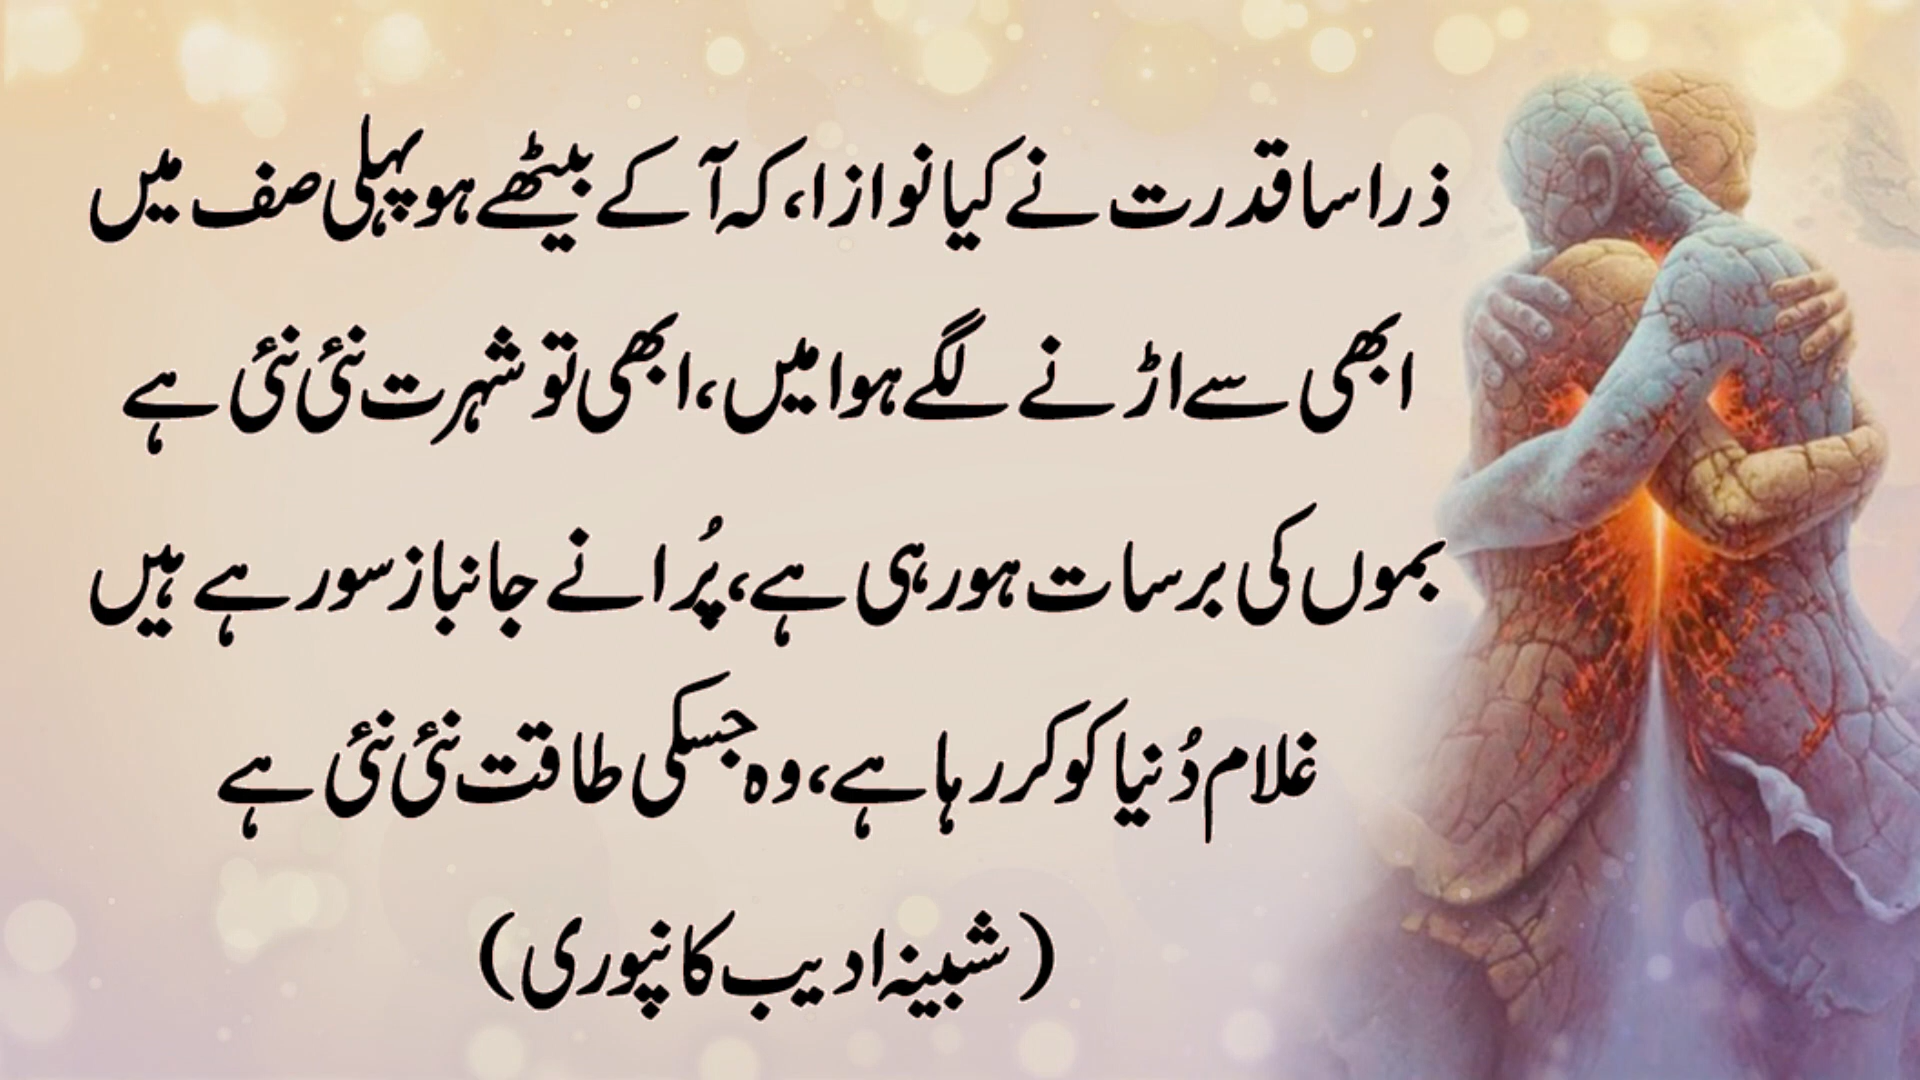 ذرا سا قدرت نے کیا نوازا، کہ آ کے بیٹھے ہو پہلی صف میں
ابھی سے اڑنے لگے ہوا میں، ابھی تو شہرت نئی نئی ہے
بموں کی برسات ہو رہی ہے، پُرانے جانباز سو رہے ہیں
غلام دُنیا کو کر رہا ہے، وہ جسکی طاقت نئی نئی ہے
(شبینہ ادیب کانپوری)